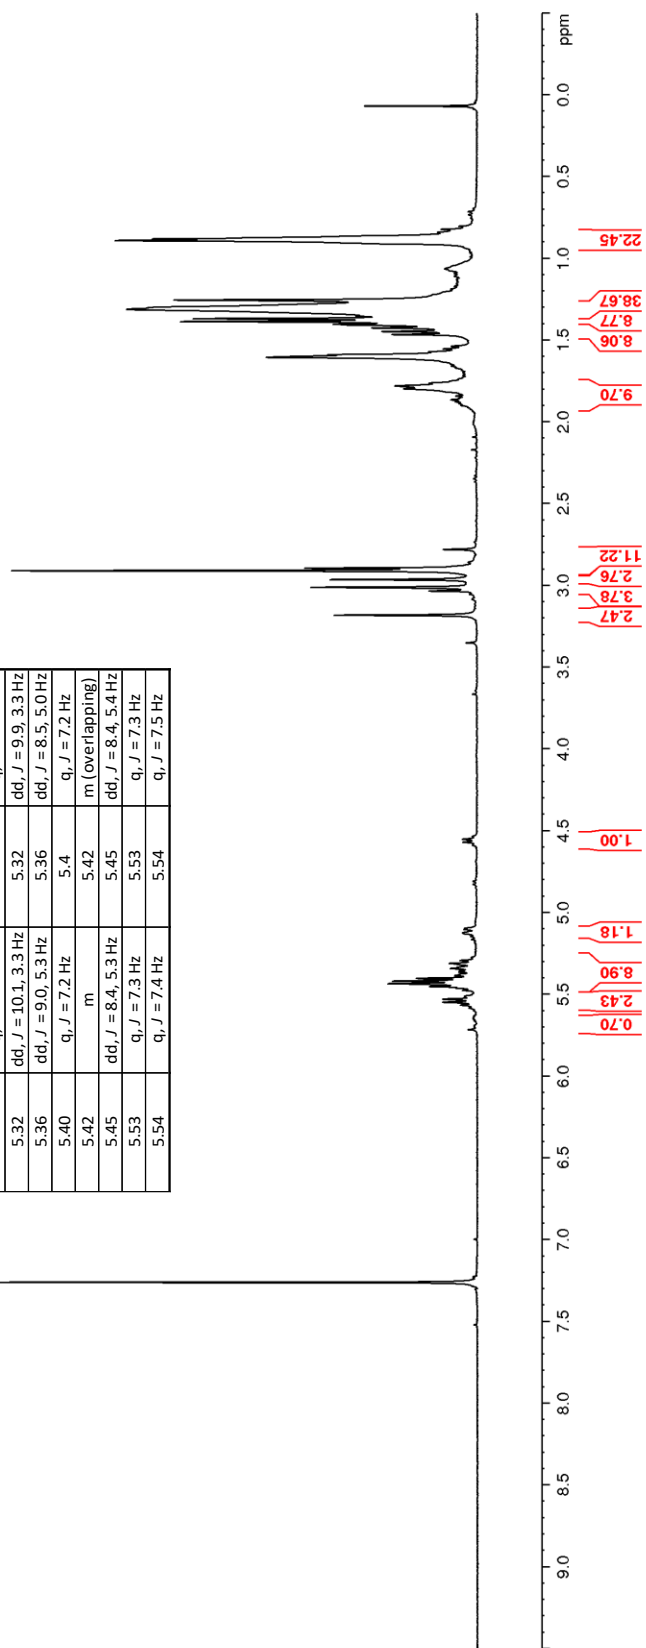 5.32 dd, J = 10.1, 3.3 Hz 5.32 dd, J = 9.9, 3.3 Hz
5.36 dd, J = 9.0, 5.3 Hz 5.36 dd, J = 8.5, 5.0 Hz
5.40 q, J = 7.2 Hz 5.4 q, J = 7.2 Hz
5.42 m 5.42 m (overlapping)
5.45 dd, J = 8.4, 5.3 Hz 5.45 dd, J = 8.4, 5.4 Hz
5.53 q, J = 7.3 Hz 5.53 q, J = 7.3 Hz
5.54 q, J = 7.4 Hz 5.54 q, J = 7.5 Hz
9.0 8.5 8.0 7.5 7.0 6.5 6.0 5.5 5.0 4.5 4.0 3.5 3.0 2.5 2.0 1.5 1.0 0.5 0.0 ppm
0.70 2.43 8.90 1.18 1.00 2.47 3.78 2.76 11.22 9.70 8.06 8.77 38.67 22.45